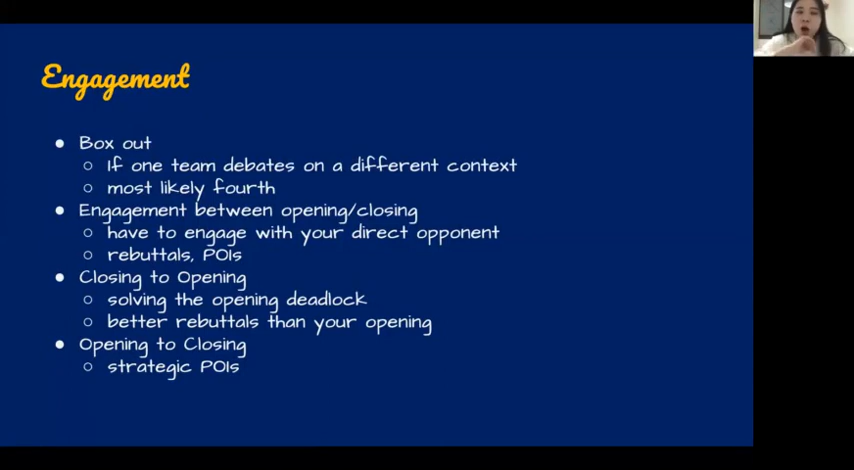 Engagement
● Box out
○ If one team debates on a different context
○ most likely fourth
● Engagement between opening/closing
○ have to engage with your direct opponent
○ rebuttals, POIs
● Closing to Opening
○ solving the opening deadlock
○ better rebuttals than your opening
● Opening to Closing
○ strategic POIs